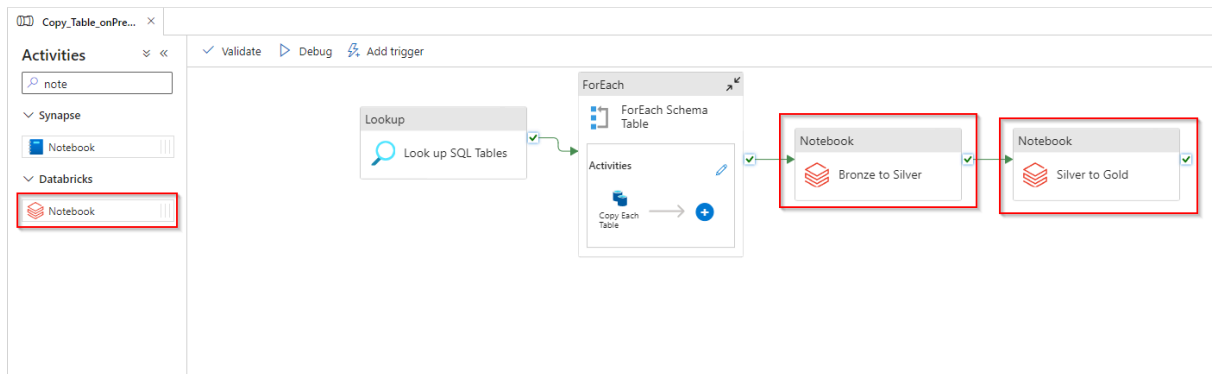 Copy_Table_onPre...
Activities
Validate Debug Add trigger
note
Synapse
Notebook
Databricks
Notebook
Lookup
Look up SQL Tables
ForEach
ForEach Schema
Table
Activities
Copy Each
Table
Notebook
Bronze to Silver
Notebook
Silver to Gold